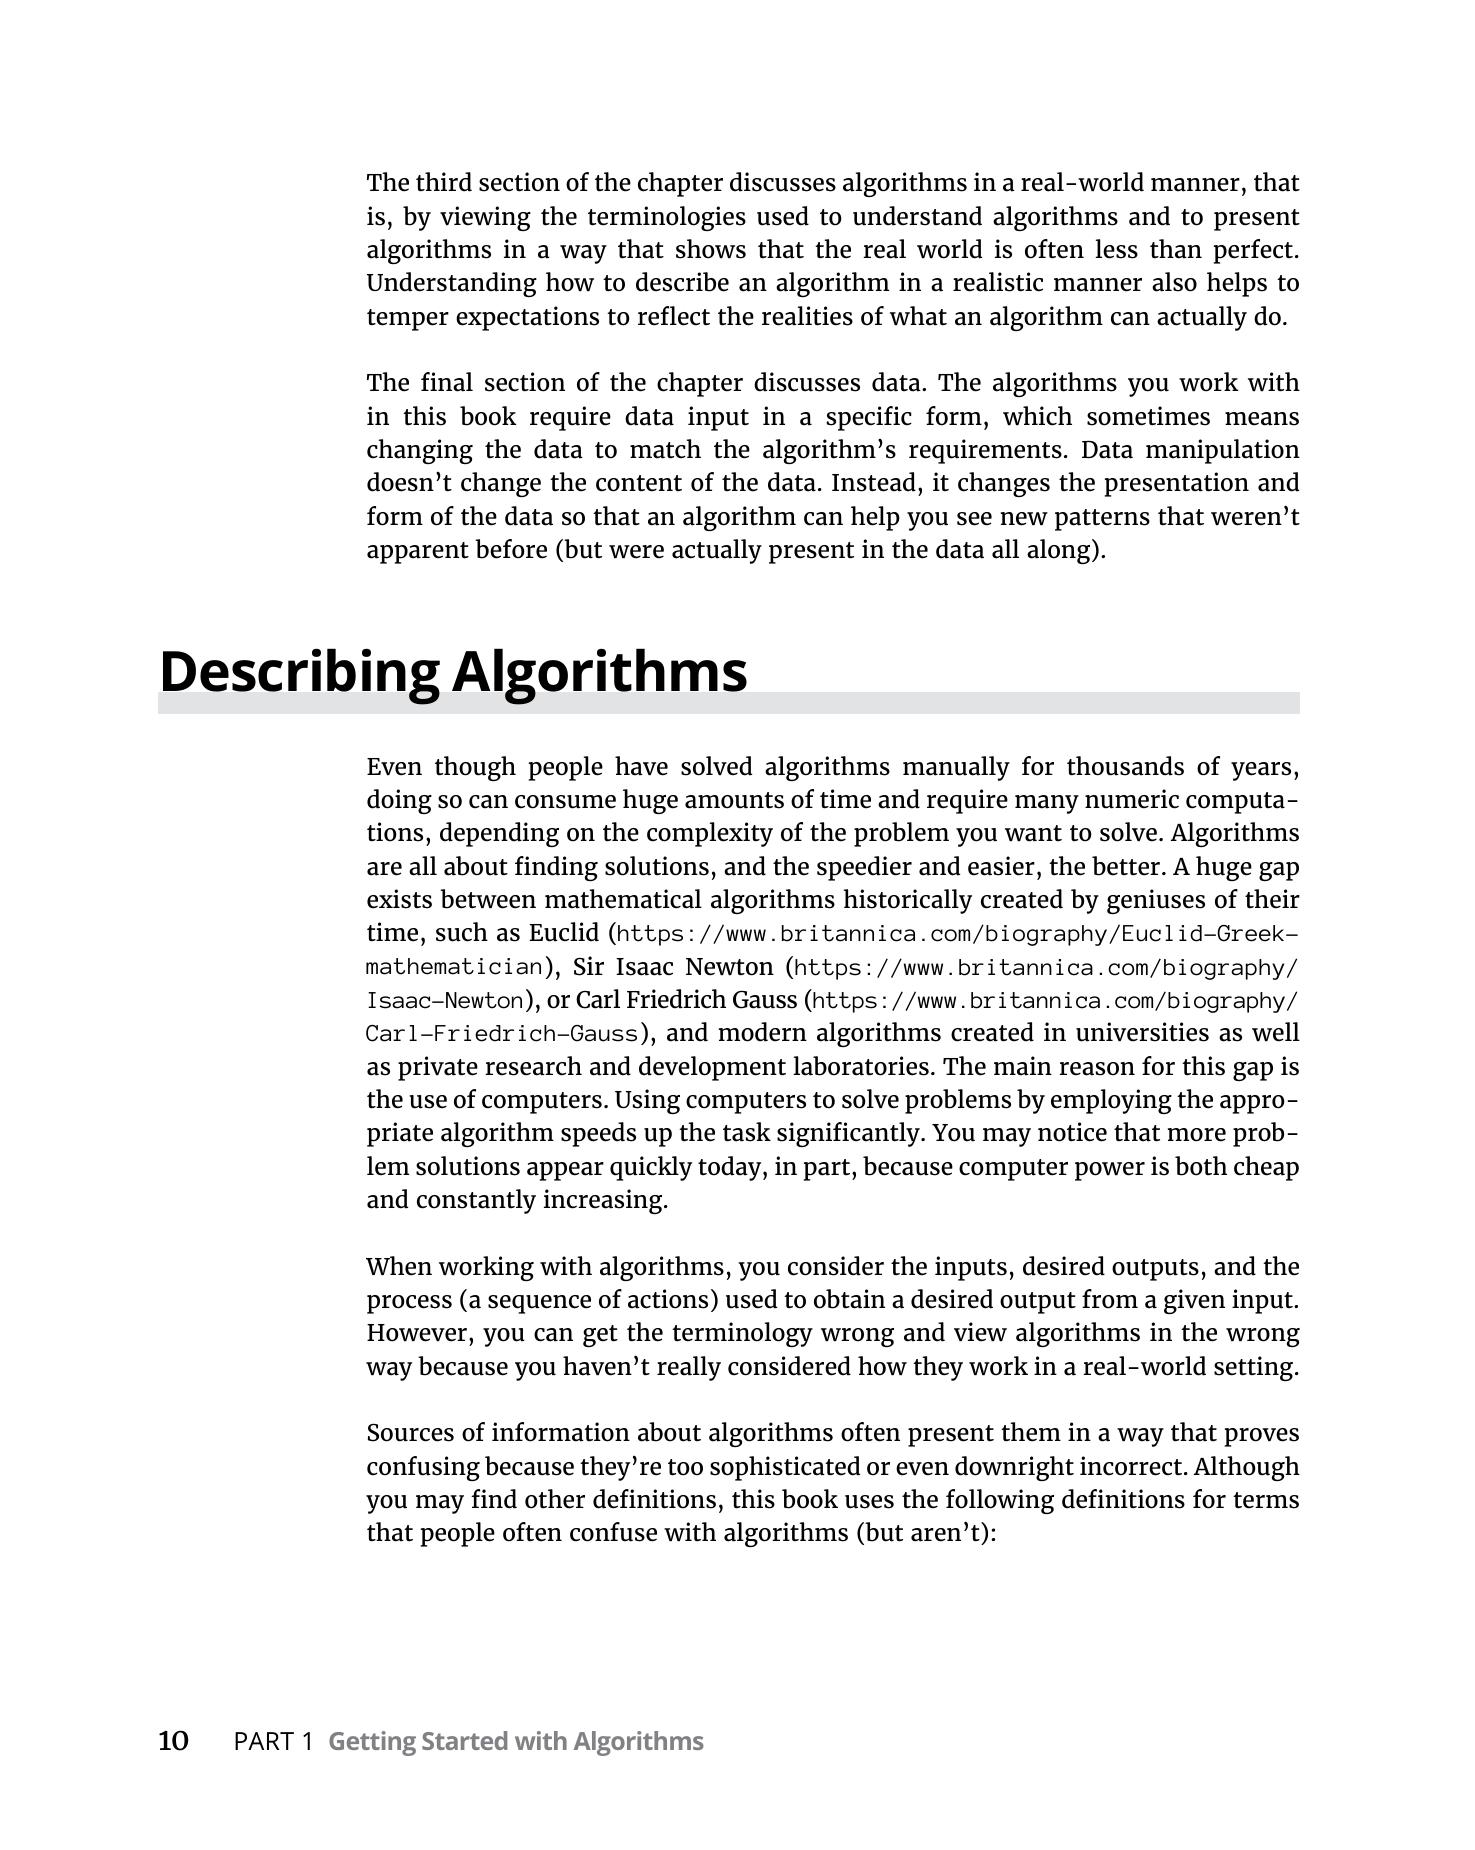 The third section of the chapter discusses algorithms in a real-world manner, that
is, by viewing the terminologies used to understand algorithms and to present
algorithms in a way that shows that the real world is often less than perfect.
Understanding how to describe an algorithm in a realistic manner also helps to
temper expectations to reflect the realities of what an algorithm can actually do.
The final section of the chapter discusses data. The algorithms you work with
in this book require data input in a specific form, which sometimes means
changing the data to match the algorithm’s requirements. Data manipulation
doesn’t change the content of the data. Instead, it changes the presentation and
form of the data so that an algorithm can help you see new patterns that weren’t
apparent before (but were actually present in the data all along).
Describing Algorithms
Even though people have solved algorithms manually for thousands of years,
doing so can consume huge amounts of time and require many numeric computa-
tions, depending on the complexity of the problem you want to solve. Algorithms
are all about finding solutions, and the speedier and easier, the better. A huge gap
exists between mathematical algorithms historically created by geniuses of their
time, such as Euclid (https://www.britannica.com/biography/Euclid-Greek-
mathematician), Sir Isaac Newton (https://www.britannica.com/biography/
Isaac-Newton), or Carl Friedrich Gauss (https://www.britannica.com/biography/
Carl-Friedrich-Gauss), and modern algorithms created in universities as well
as private research and development laboratories. The main reason for this gap is
the use of computers. Using computers to solve problems by employing the appro-
priate algorithm speeds up the task significantly. You may notice that more prob-
lem solutions appear quickly today, in part, because computer power is both cheap
and constantly increasing.
When working with algorithms, you consider the inputs, desired outputs, and the
process (a sequence of actions) used to obtain a desired output from a given input.
However, you can get the terminology wrong and view algorithms in the wrong
way because you haven’t really considered how they work in a real-world setting.
Sources of information about algorithms often present them in a way that proves
confusing because they’re too sophisticated or even downright incorrect. Although
you may find other definitions, this book uses the following definitions for terms
that people often confuse with algorithms (but aren’t):
10 PART 1 Getting Started with Algorithms